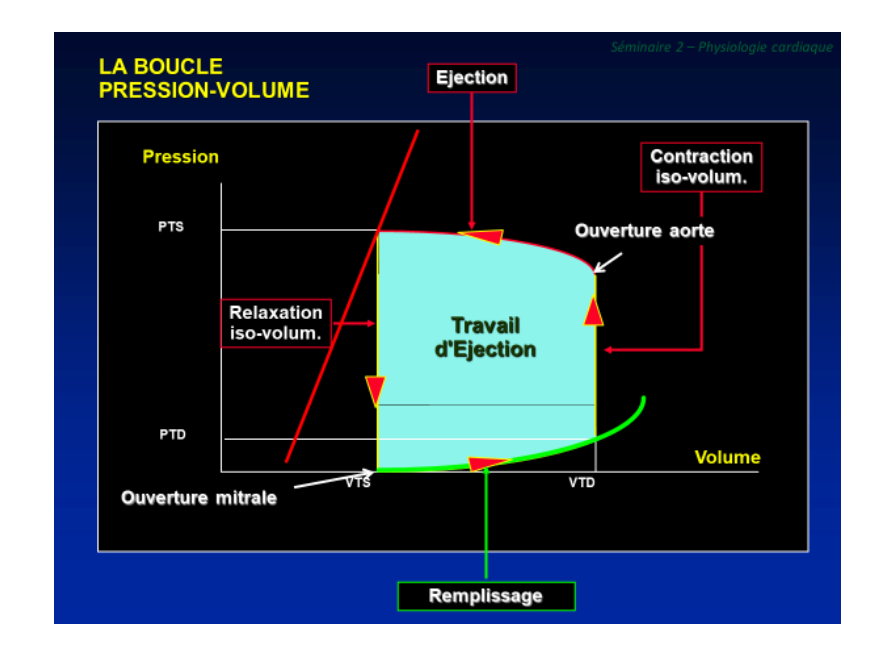 Séminaire 2 – Physiologie cardiaque
LA BOUCLE
PRESSION-VOLUME
Ejection
Pression
Contraction
iso-volum.
PTS
Ouverture aorte
Relaxation
iso-volum.
Travail
d'Ejection
PTD
Volume
VTS
VTD
Ouverture mitrale
Remplissage